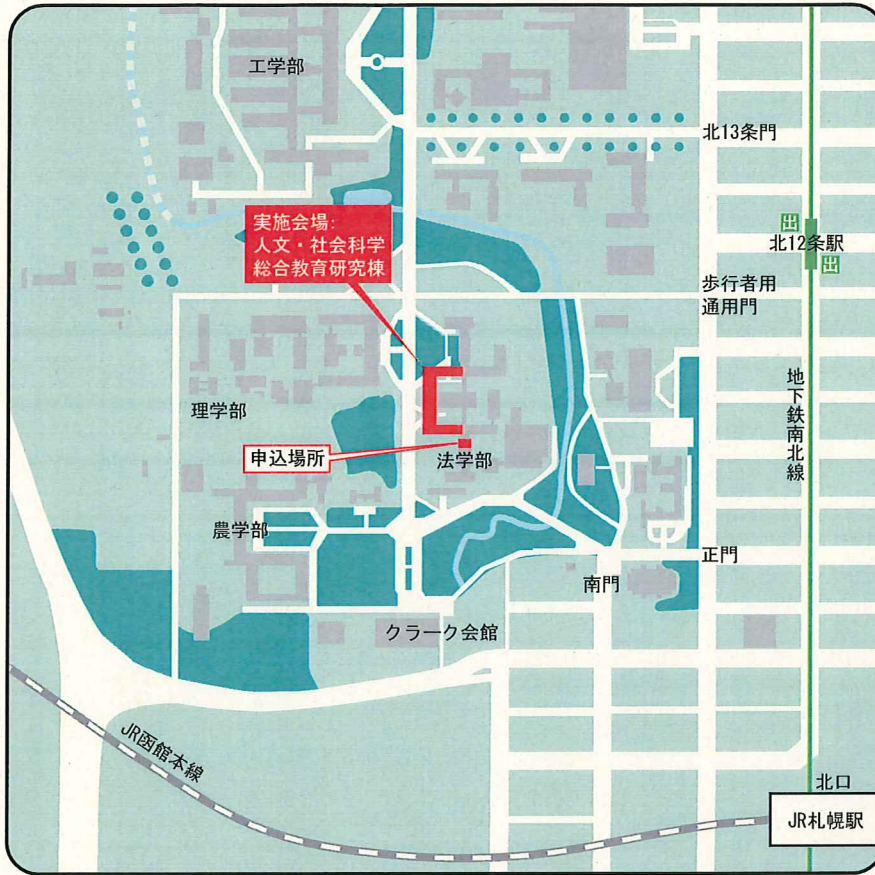 工学部
北13条門
実施会場:
人文・社会科学
総合教育研究棟
出
北12条駅
出
歩行者用
通用門
地下鉄南北線
理学部
申込場所
法学部
農学部
正門
南門
クラーク会館
JR函館本線
北口
JR札幌駅